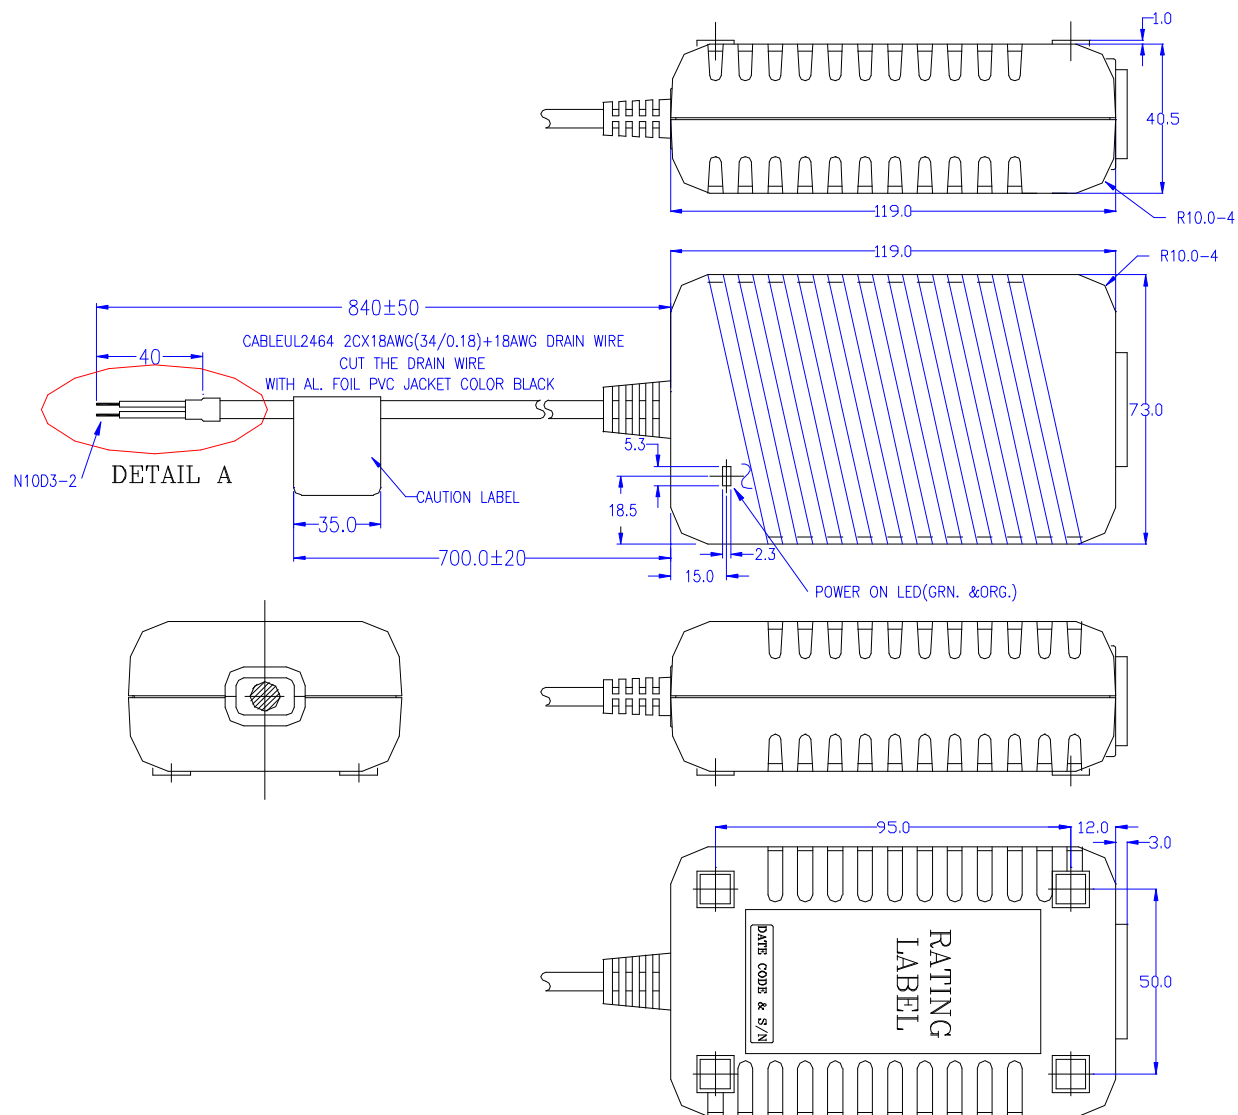 1.0
40.5
119.0
R10.0-4
119.0
R10.0-4
840±50
CABLEUL2464 2CX18AWG(34/0.18)+18AWG DRAIN WIRE
CUT THE DRAIN WIRE
WITH AL. FOIL PVC JACKET COLOR BLACK
40
73.0
5.3
N10D3-2
DETAIL A
CAUTION LABEL
18.5
35.0
700.0±20
2.3
15.0
POWER ON LED(GRN. &ORG.)
95.0
12.0
3.0
50.0
RATING
LABEL
DATE CODE & S/N